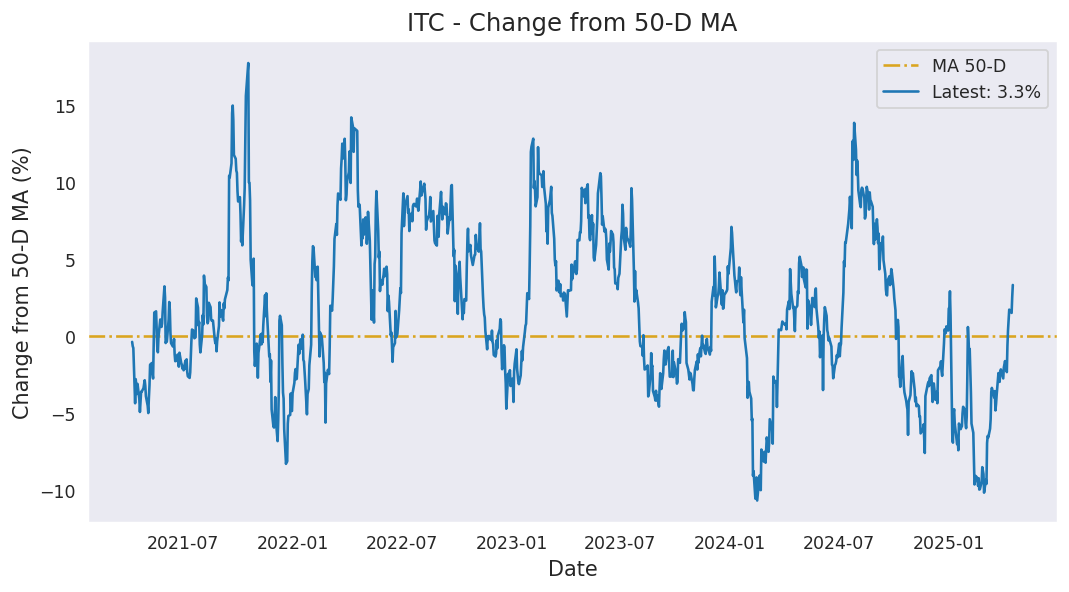 ITC - Change from 50-D MA
MA 50-D
Latest: 3.3%
Change from 50-D MA (%)
15
10
5
0
−5
−10
2021-07 2022-01 2022-07 2023-01 2023-07 2024-01 2024-07 2025-01
Date